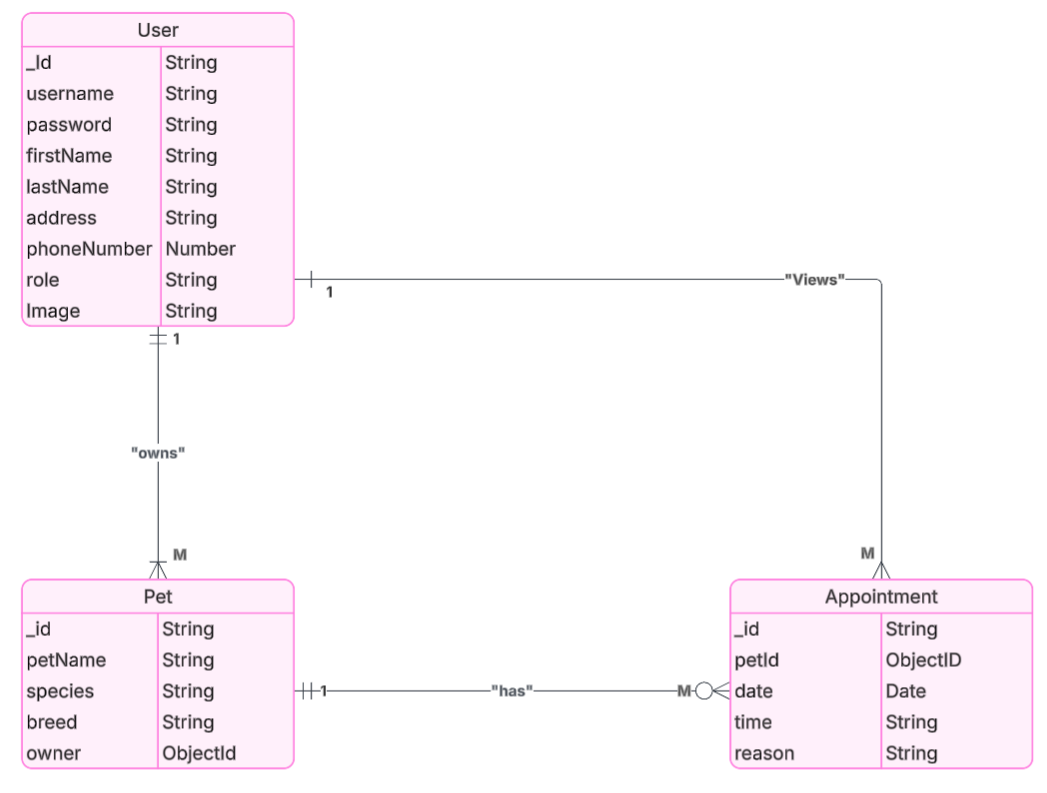 User
_Id String
username String
password String
firstName String
lastName String
address String
phoneNumber Number
role String
Image String
1
"Views"
1
"owns"
M
M
Pet
_id String
petName String
species String
breed String
owner ObjectId
1
"has"
M
Appointment
_id String
petId ObjectID
date Date
time String
reason String